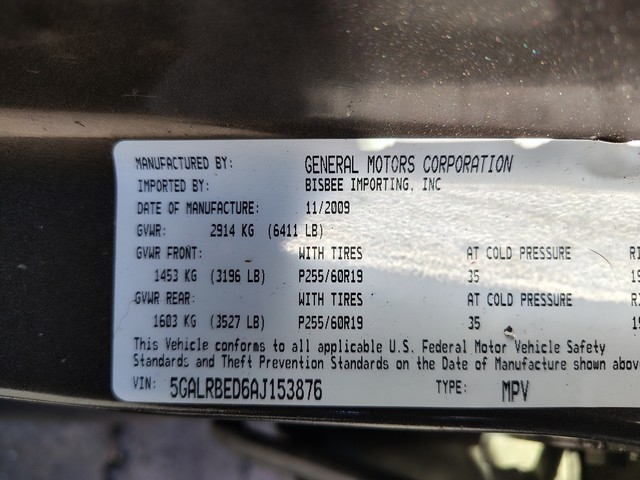 MANUFACTURED BY: GENERAL MOTORS CORPORATION
IMPORTED BY: BISBEE IMPORTING, INC
DATE OF MANUFACTURE: 11/2009
GVWR: 2914 KG (6411 LB)
GVWR FRONT: WITH TIRES AT COLD PRESSURE
1453 KG (3196 LB) P255/60R19 35
GVWR REAR: WITH TIRES AT COLD PRESSURE
1603 KG (3527 LB) P255/60R19 35
This Vehicle conforms to all applicable U.S. Federal Motor Vehicle Safety
Standards and Theft Prevention Standards on the Date of Manufacture shown above
VIN: 5GALRBED6AJ153876 TYPE: MPV